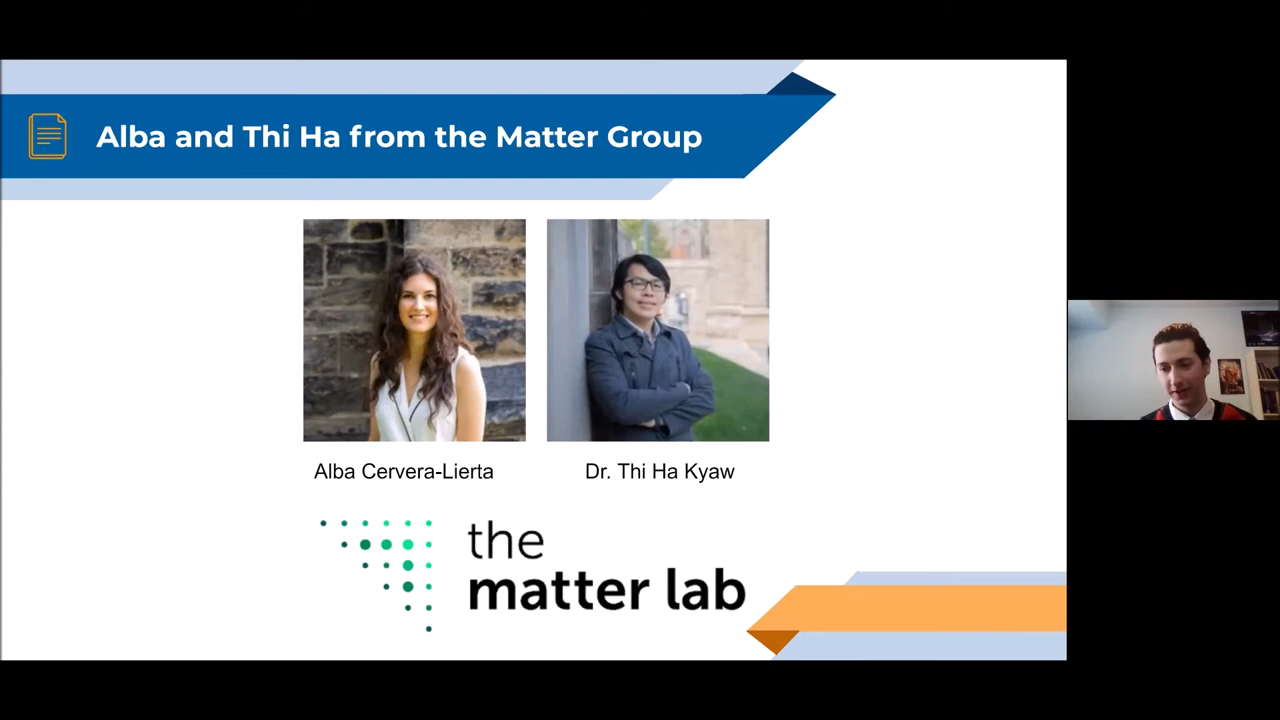 Alba and Thi Ha from the Matter Group
Alba Cervera-Lierta
Dr. Thi Ha Kyaw
the
matter lab